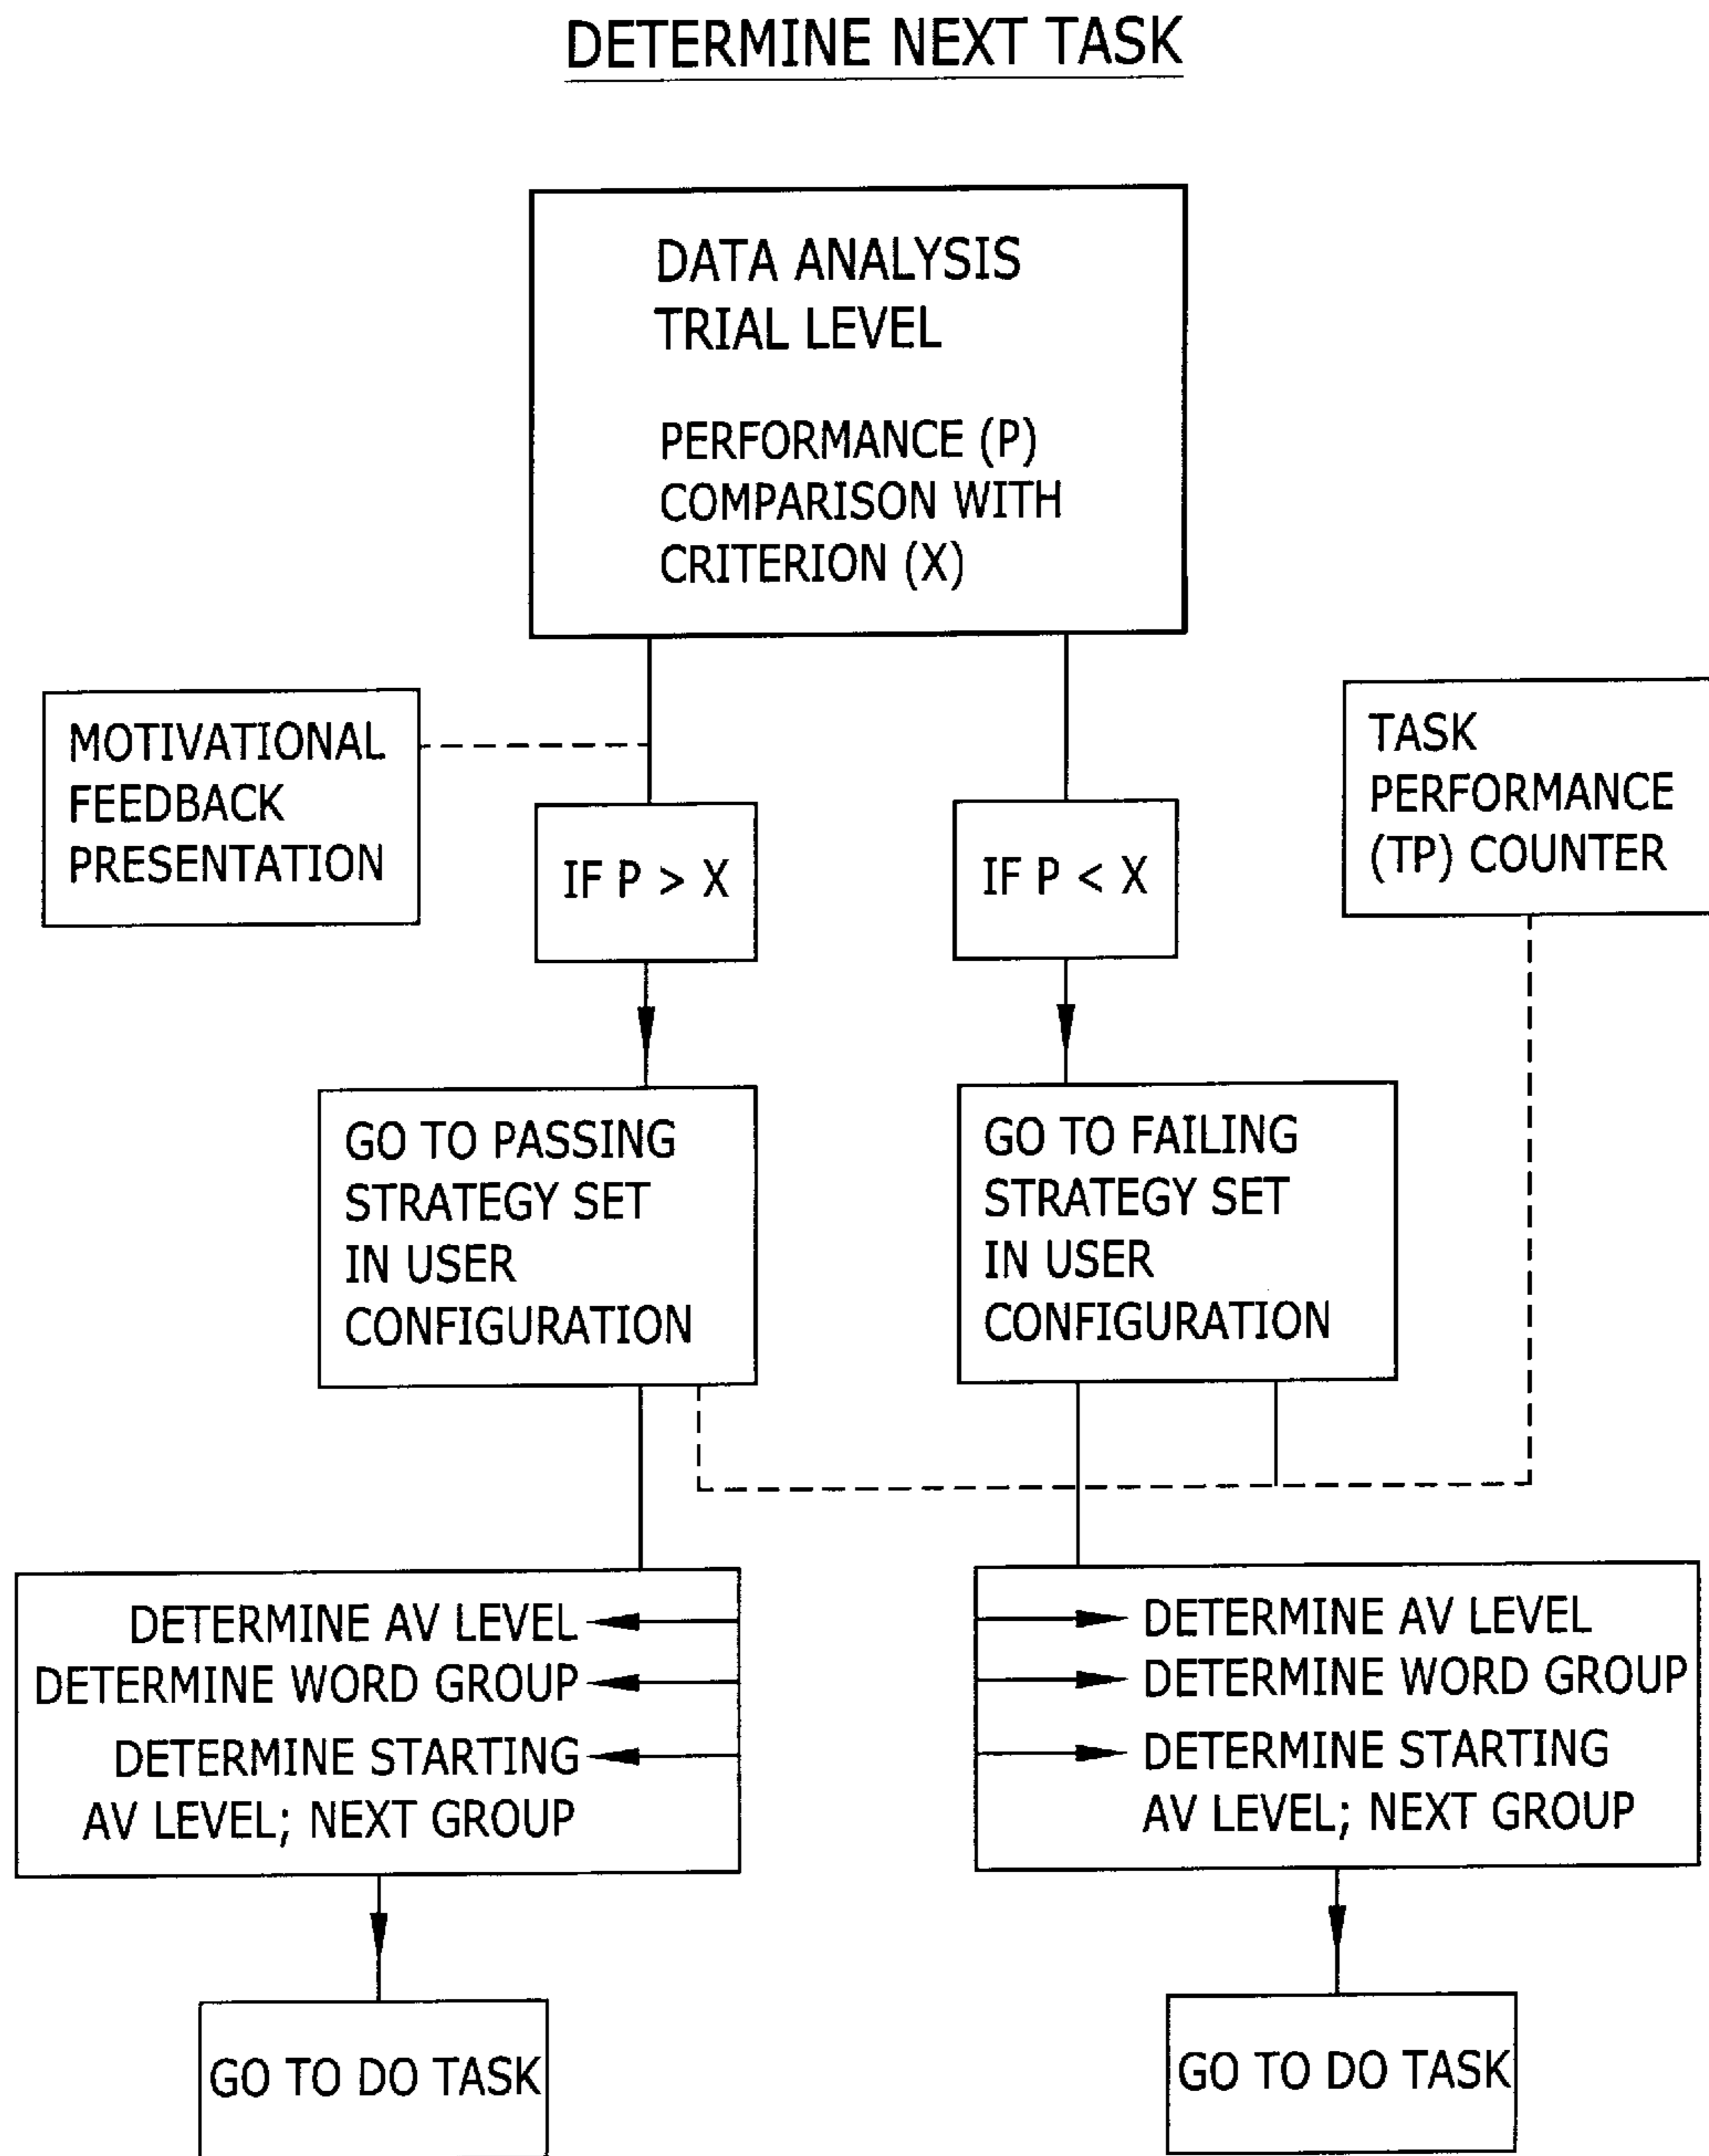 DETERMINE NEXT TASK
DATA ANALYSIS
TRIAL LEVEL
PERFORMANCE (P)
COMPARISON WITH
CRITERION (X)
MOTIVATIONAL
FEEDBACK
PRESENTATION
IF P > X
IF P < X
TASK
PERFORMANCE
(TP) COUNTER
GO TO PASSING
STRATEGY SET
IN USER
CONFIGURATION
GO TO FAILING
STRATEGY SET
IN USER
CONFIGURATION
DETERMINE AV LEVEL
DETERMINE WORD GROUP
DETERMINE STARTING
AV LEVEL; NEXT GROUP
DETERMINE AV LEVEL
DETERMINE WORD GROUP
DETERMINE STARTING
AV LEVEL; NEXT GROUP
GO TO DO TASK
GO TO DO TASK